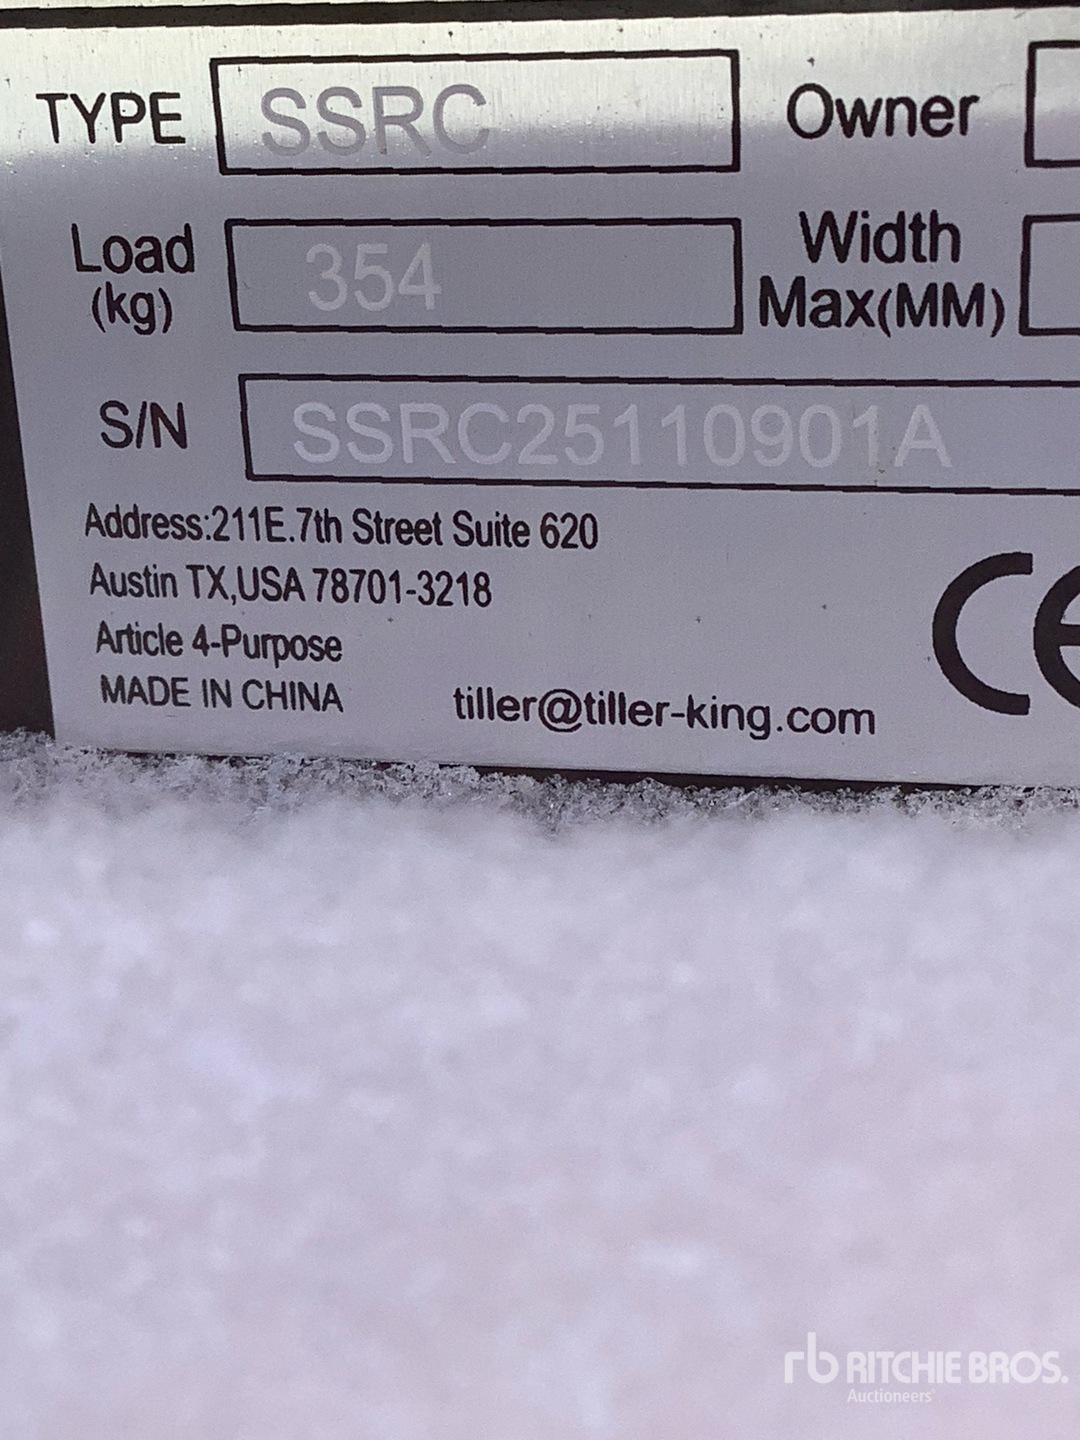 TYPE SSRC Owner
Load (kg) 354 Width Max(MM)
S/N SSRC25110901A
Address:211E.7th Street Suite 620
Austin TX,USA 78701-3218
Article 4-Purpose
MADE IN CHINA tiller@tiller-king.com
CE
rb RITCHIE BROS.
Auctioneers